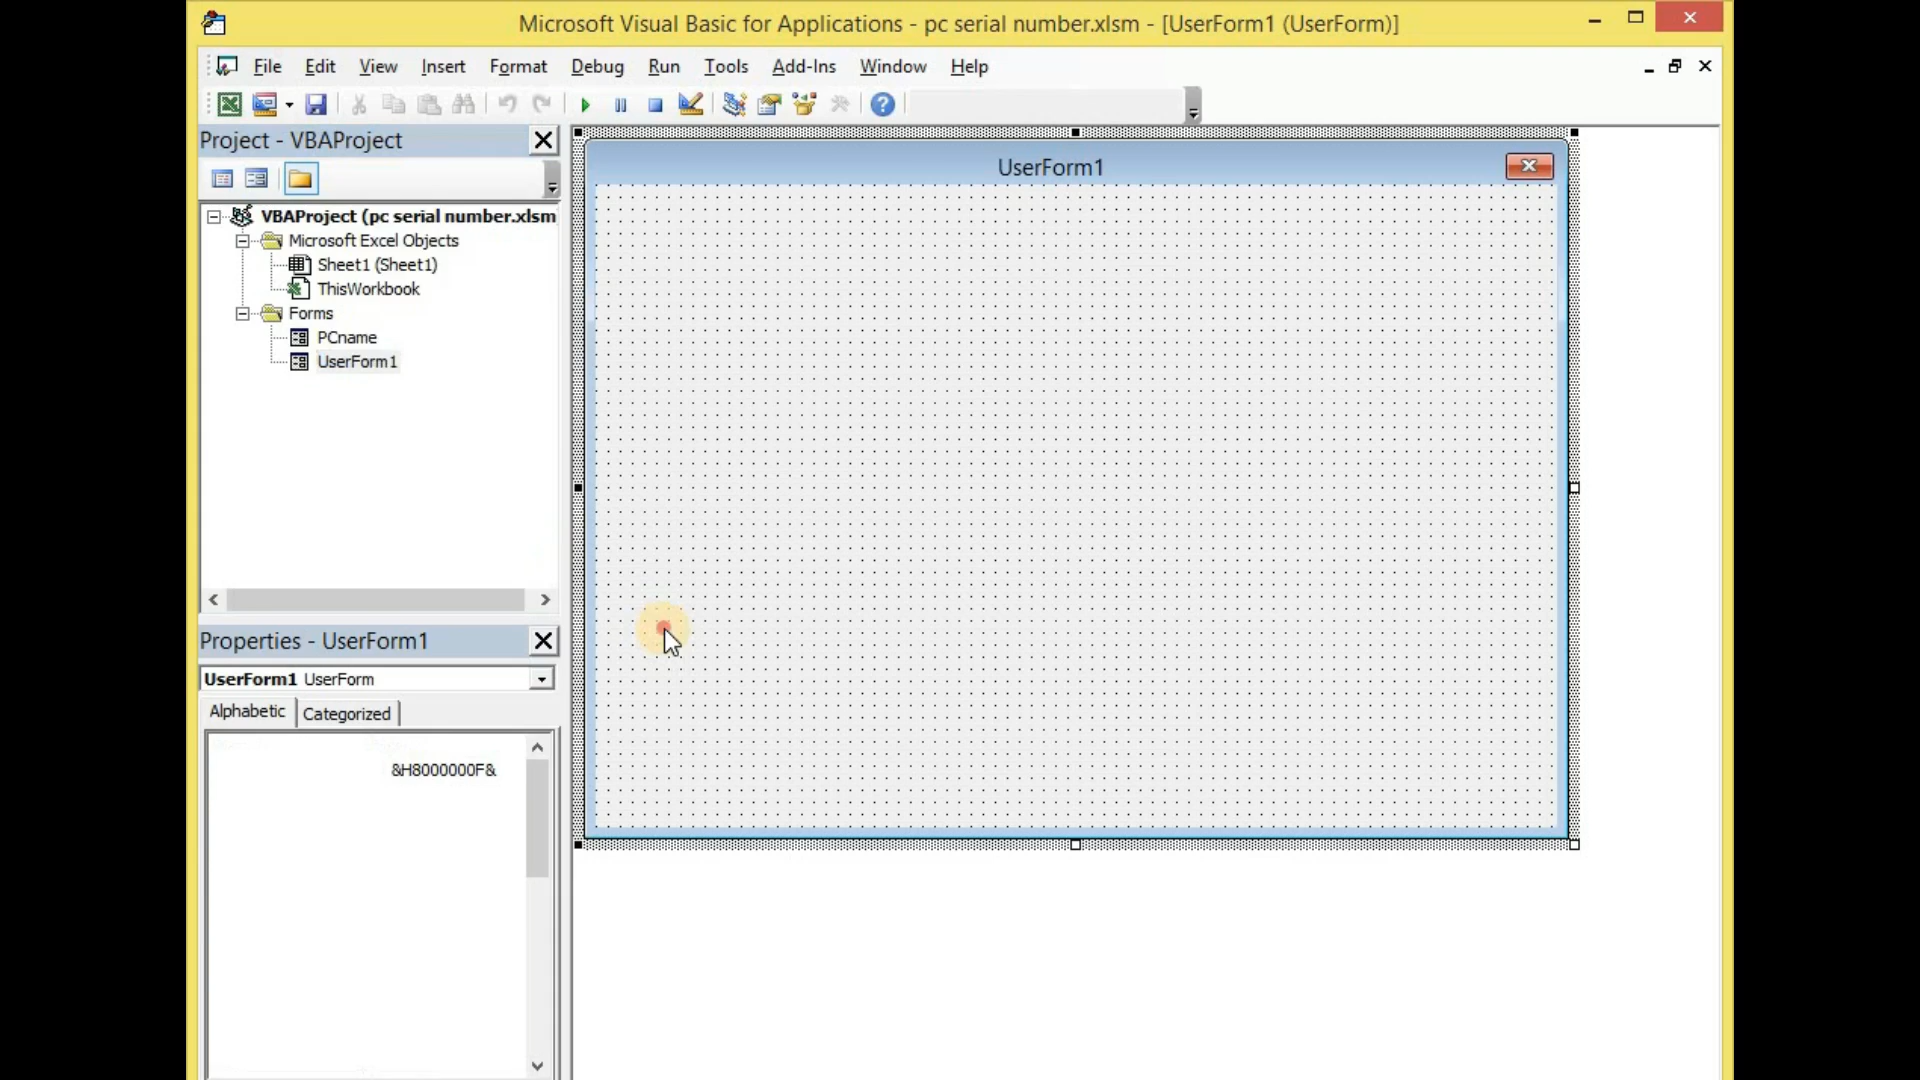 Microsoft Visual Basic for Applications - pc serial number.xlsm - [UserForm1 (UserForm)]
File Edit View Insert Format Debug Run Tools Add-Ins Window Help
Project - VBAProject
VBAProject (pc serial number.xlsm
Microsoft Excel Objects
Sheet1 (Sheet1)
ThisWorkbook
Forms
PCname
UserForm1
Properties - UserForm1
UserForm1 UserForm
Alphabetic Categorized
&H8000000F&
UserForm1